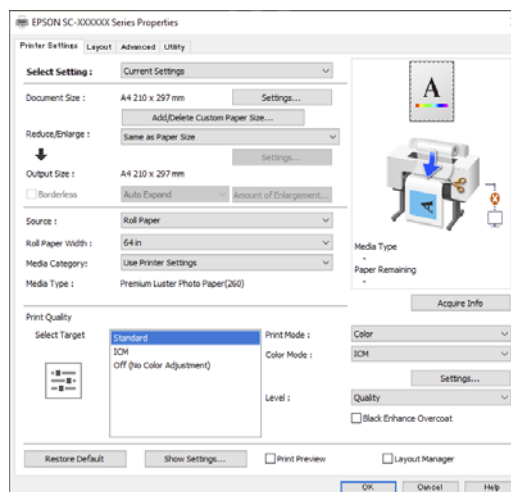 EPSON SC-XXXXXX Series Properties
Printer Settings Layout Advanced Utility
Select Setting : Current Settings
Document Size : A4 210 x 297 mm Settings...
Add/Delete Custom Paper Size...
Reduce/Enlarge : Same as Paper Size
Settings...
Output Size : A4 210 x 297 mm
Borderless Auto Expand Amount of Enlargement...
Source : Roll Paper
Roll Paper Width : 64 in
Media Category: Use Printer Settings
Media Type : Premium Luster Photo Paper(260)
A
A
Media Type
-
Paper Remaining
-
Acquire Info
Print Quality
Select Target
Standard
ICM
Off (No Color Adjustment)
Print Mode : Color
Color Mode : ICM
Settings...
Level : Quality
Black Enhance Overcoat
Restore Default Show Settings... Print Preview Layout Manager
OK Cancel Help